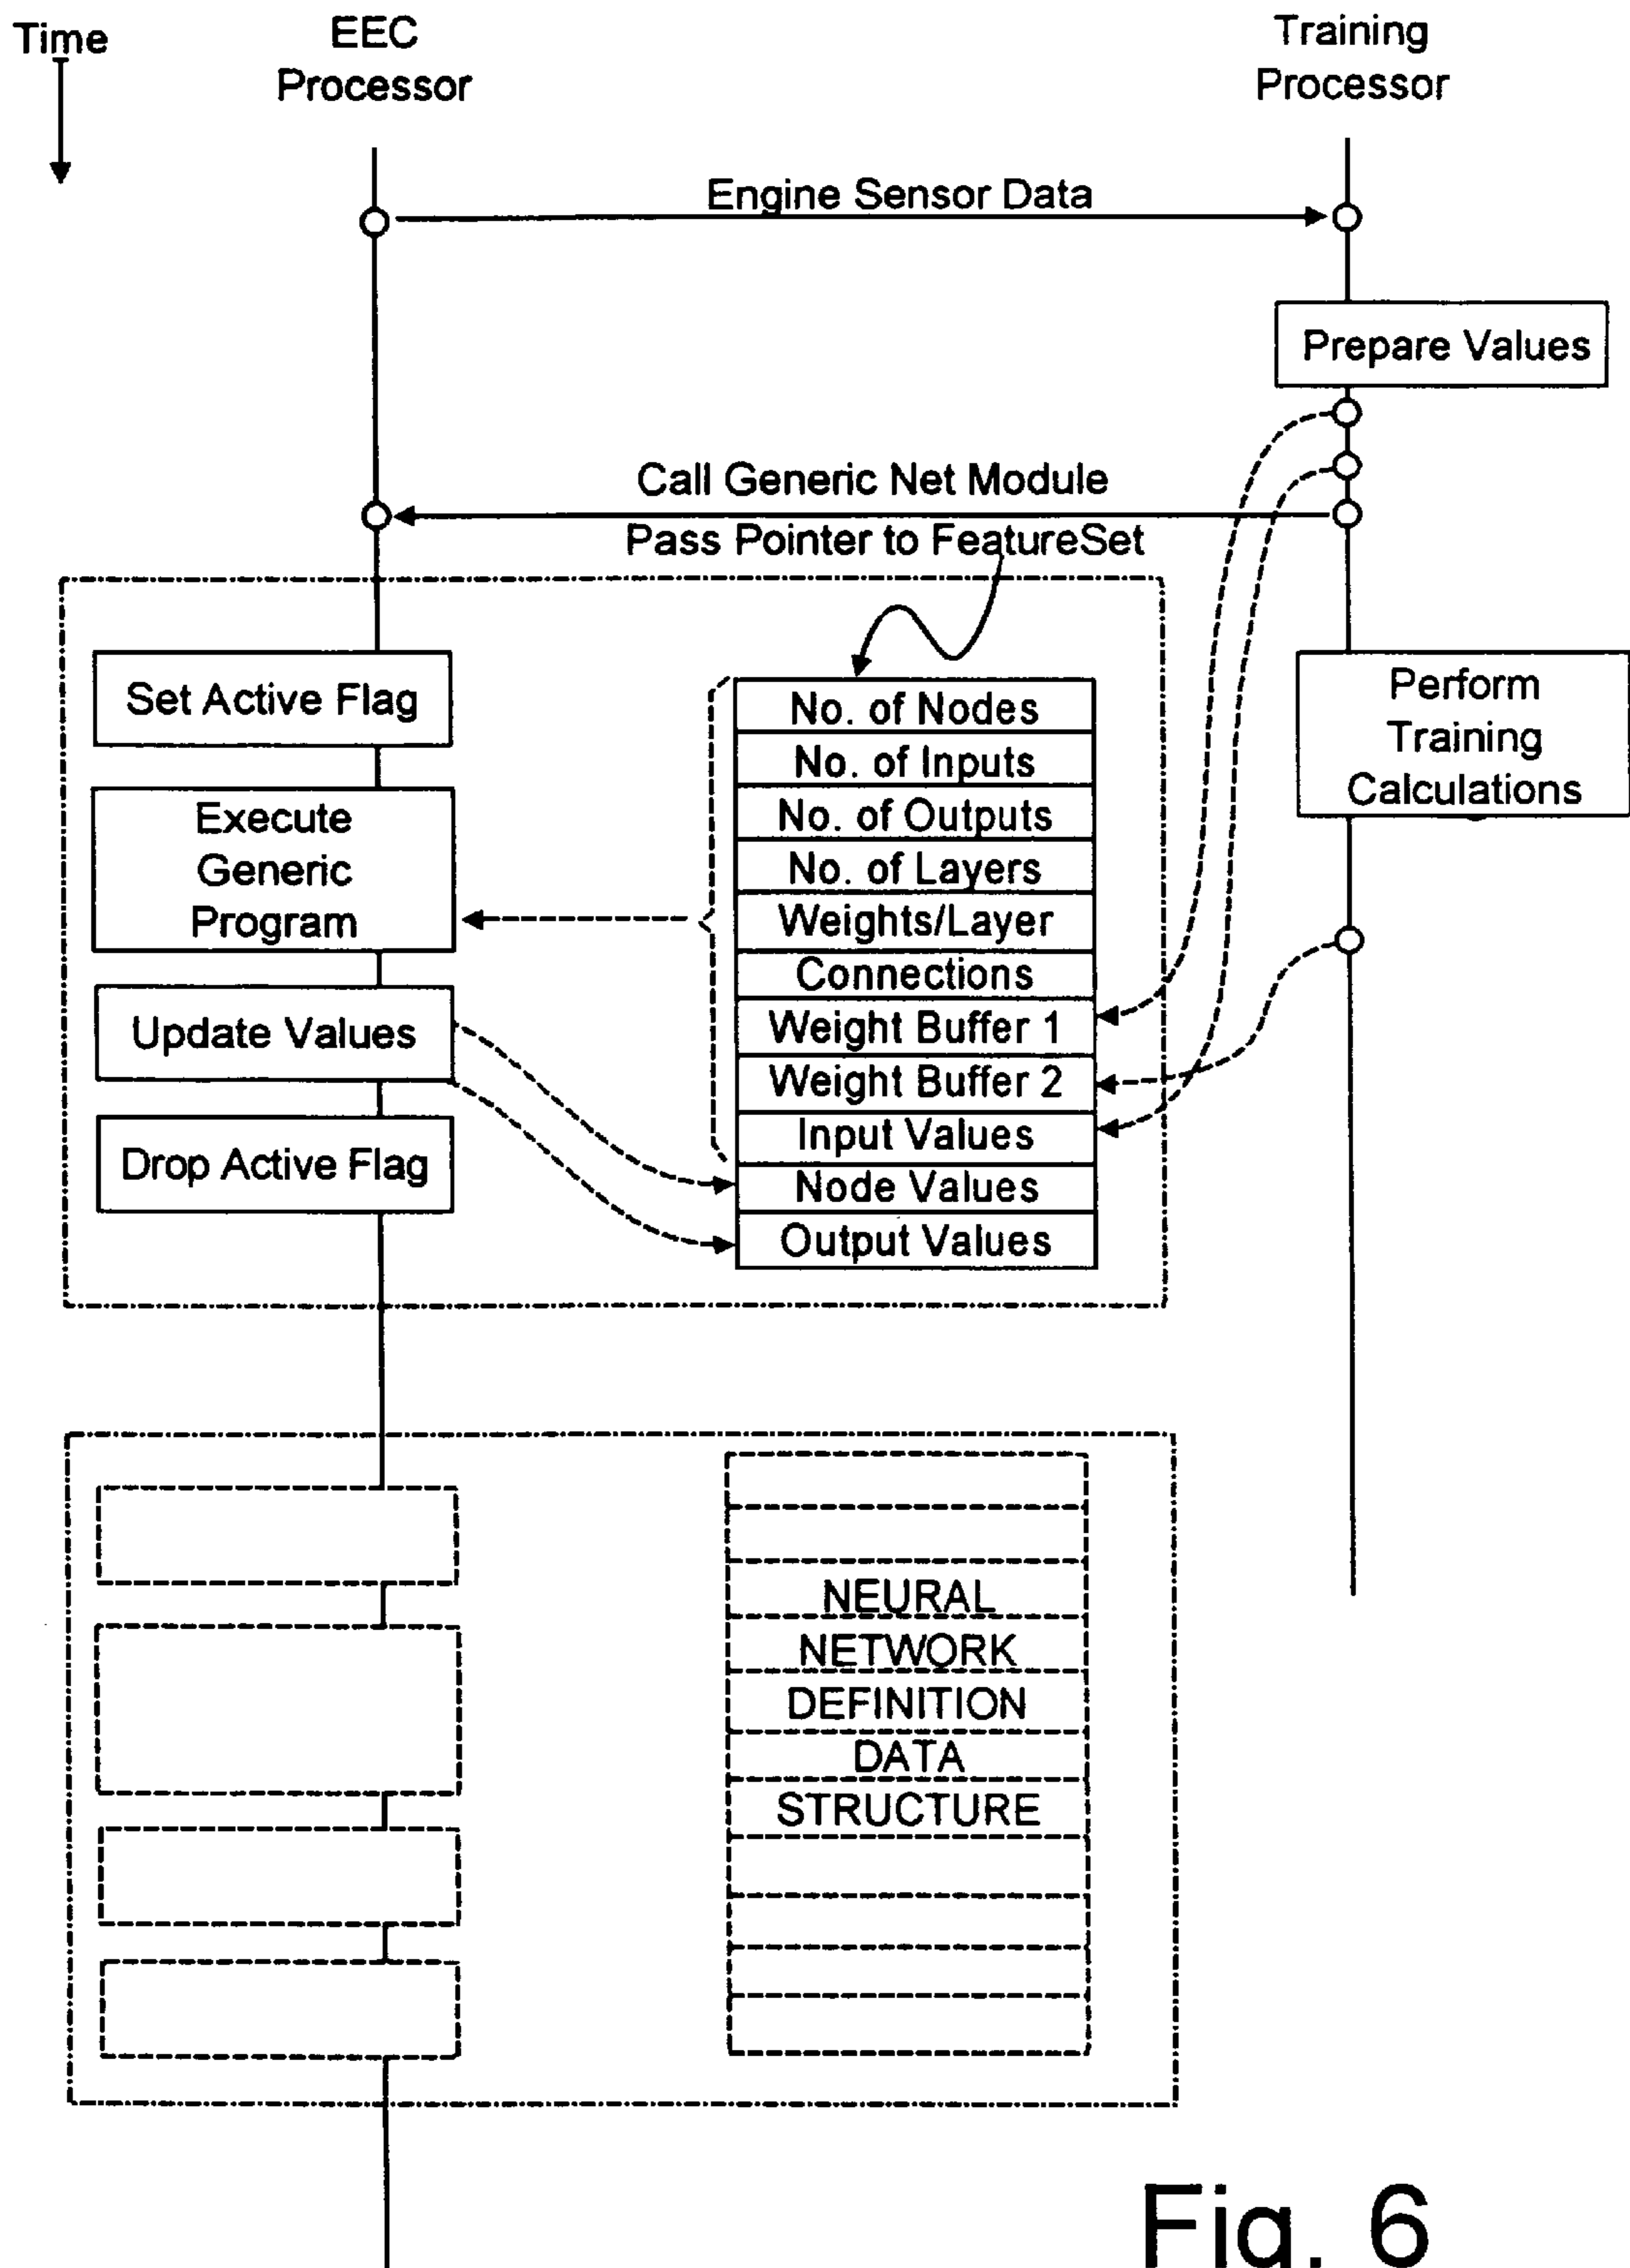 Time
EEC
Processor
Training
Processor
Engine Sensor Data
Prepare Values
Call Generic Net Module
Pass Pointer to FeatureSet
Set Active Flag
Execute
Generic
Program
Update Values
Drop Active Flag
No. of Nodes
No. of Inputs
No. of Outputs
No. of Layers
Weights/Layer
Connections
Weight Buffer 1
Weight Buffer 2
Input Values
Node Values
Output Values
Perform
Training
Calculations
NEURAL
NETWORK
DEFINITION
DATA
STRUCTURE
Fig. 6